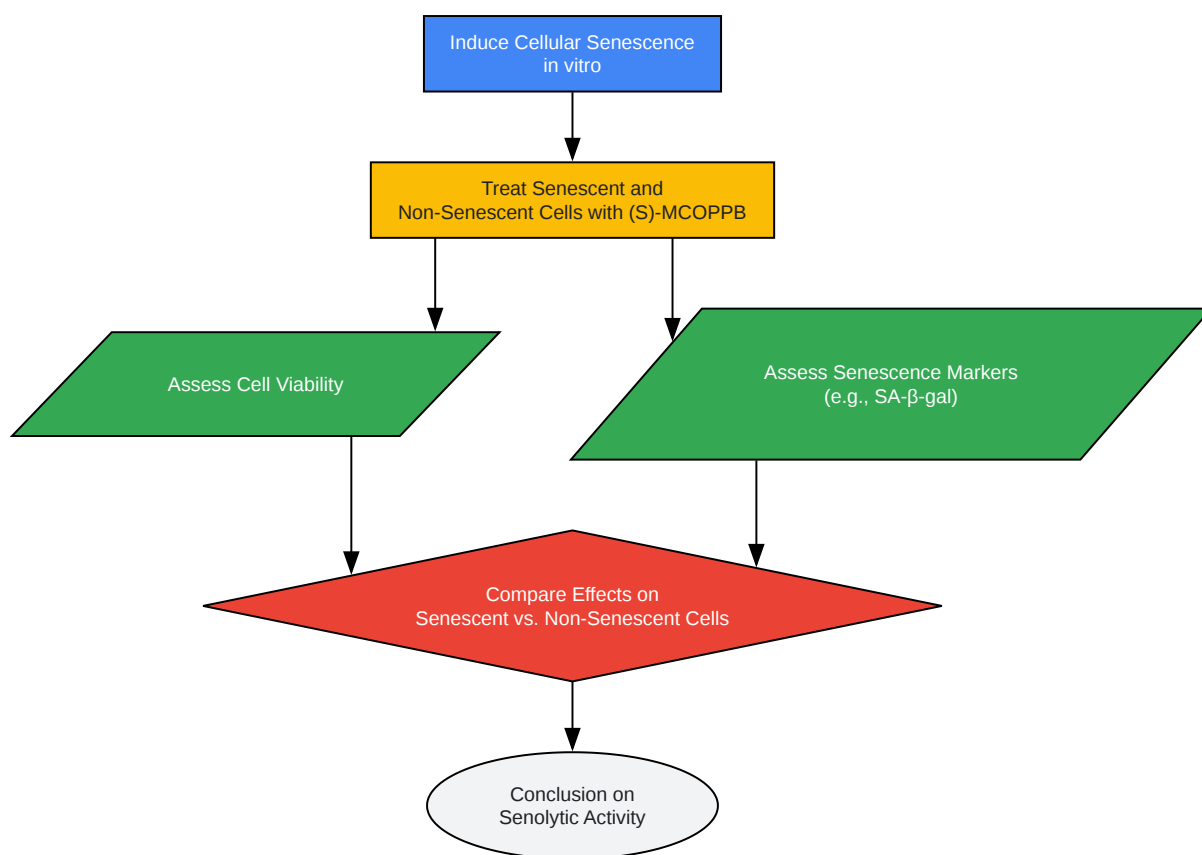 Induce Cellular Senescence
in vitro
Treat Senescent and
Non-Senescent Cells with (S)-MCOPPB
Assess Cell Viability
Assess Senescence Markers
(e.g., SA-β-gal)
Compare Effects on
Senescent vs. Non-Senescent Cells
Conclusion on
Senolytic Activity